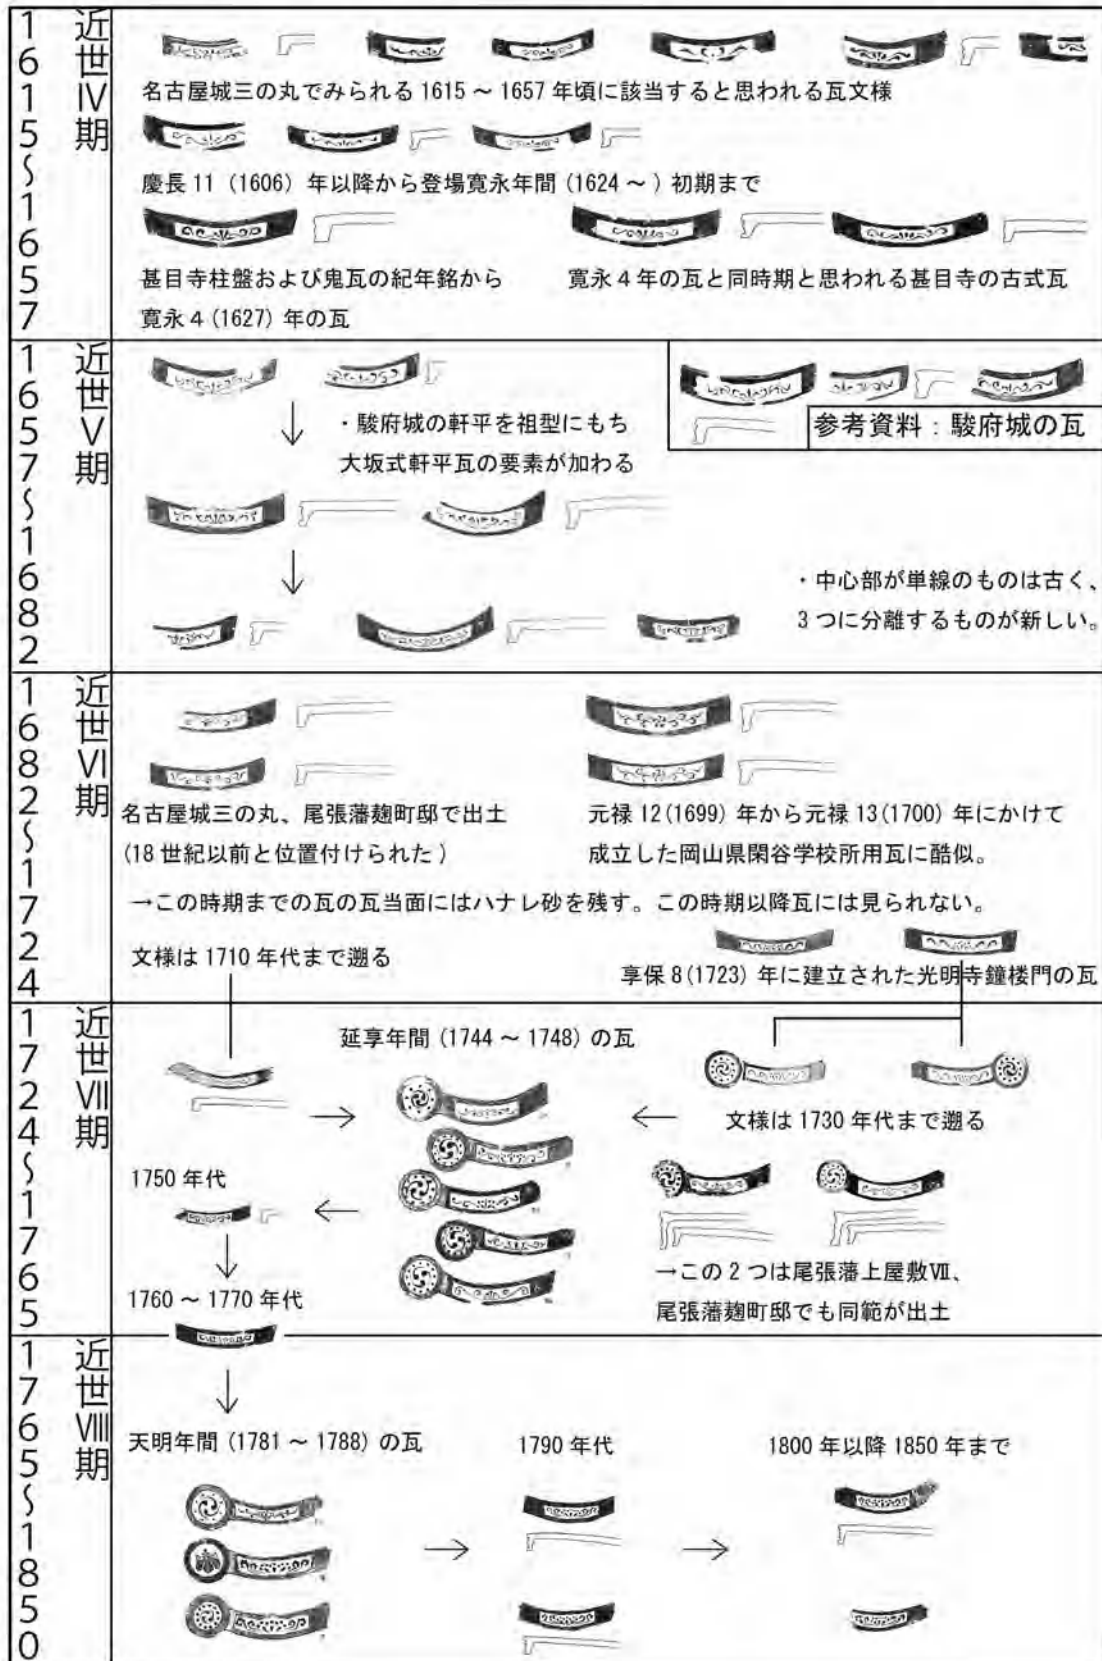 近世Ⅳ期
1615～1657
名古屋城三の丸でみられる 1615 ～ 1657 年頃に該当すると思われる瓦文様
慶長 11 (1606) 年以降から登場寛永年間 (1624 ～ ) 初期まで
甚目寺柱盤および鬼瓦の紀年銘から
寛永 4 (1627) 年の瓦
寛永 4 年の瓦と同時期と思われる甚目寺の古式瓦
近世Ⅴ期
1657～1682
・駿府城の軒平を祖型にもち
大坂式軒平瓦の要素が加わる
参考資料：駿府城の瓦
・中心部が単線のものは古く、
3 つに分離するものが新しい。
近世Ⅵ期
1682～1724
名古屋城三の丸、尾張藩麹町邸で出土
(18 世紀以前と位置付けられた )
元禄 12 (1699) 年から元禄 13 (1700) 年にかけて
成立した岡山県閑谷学校所用瓦に酷似。
→この時期までの瓦の瓦当面にはハナレ砂を残す。この時期以降瓦には見られない。
文様は 1710 年代まで遡る
享保 8 (1723) 年に建立された光明寺鐘楼門の瓦
近世Ⅶ期
1724～1765
延享年間 (1744 ～ 1748) の瓦
文様は 1730 年代まで遡る
1750 年代
→この 2 つは尾張藩上屋敷Ⅶ、
尾張藩麹町邸でも同範が出土
1760 ～ 1770 年代
近世Ⅷ期
1765～1850
天明年間 (1781 ～ 1788) の瓦
1790 年代
1800 年以降 1850 年まで